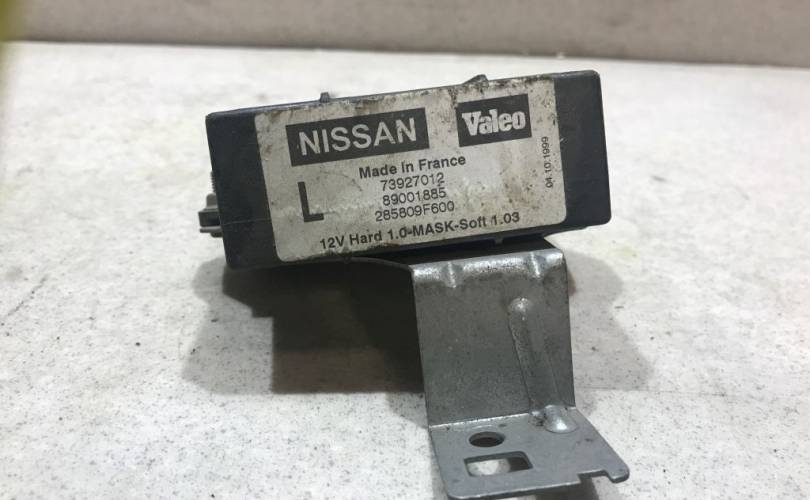 NISSAN
Valeo
Made in France
73927012
89001885
L
285809F600
12V Hard 1.0-MASK-Soft 1.03
04.10.1999